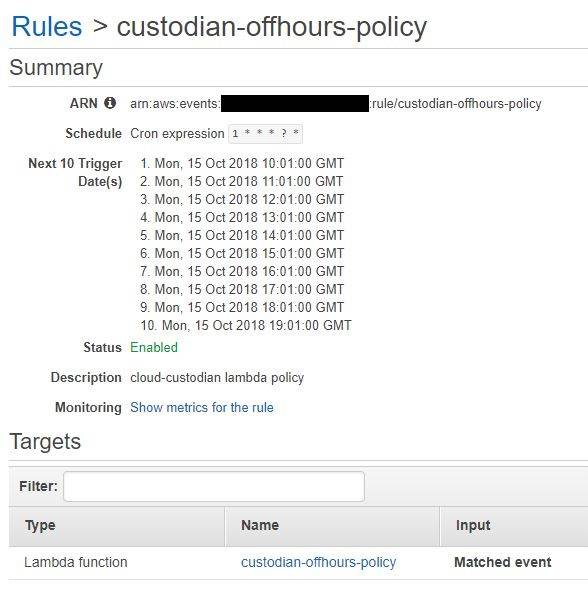 Rules > custodian-offhours-policy
Summary
ARN arn:aws:events: :rule/custodian-offhours-policy
Schedule Cron expression 1 * * * ? *
Next 10 Trigger 1. Mon, 15 Oct 2018 10:01:00 GMT
Date(s) 2. Mon, 15 Oct 2018 11:01:00 GMT
3. Mon, 15 Oct 2018 12:01:00 GMT
4. Mon, 15 Oct 2018 13:01:00 GMT
5. Mon, 15 Oct 2018 14:01:00 GMT
6. Mon, 15 Oct 2018 15:01:00 GMT
7. Mon, 15 Oct 2018 16:01:00 GMT
8. Mon, 15 Oct 2018 17:01:00 GMT
9. Mon, 15 Oct 2018 18:01:00 GMT
10. Mon, 15 Oct 2018 19:01:00 GMT
Status Enabled
Description cloud-custodian lambda policy
Monitoring Show metrics for the rule
Targets
Filter:
Type Name Input
Lambda function custodian-offhours-policy Matched event